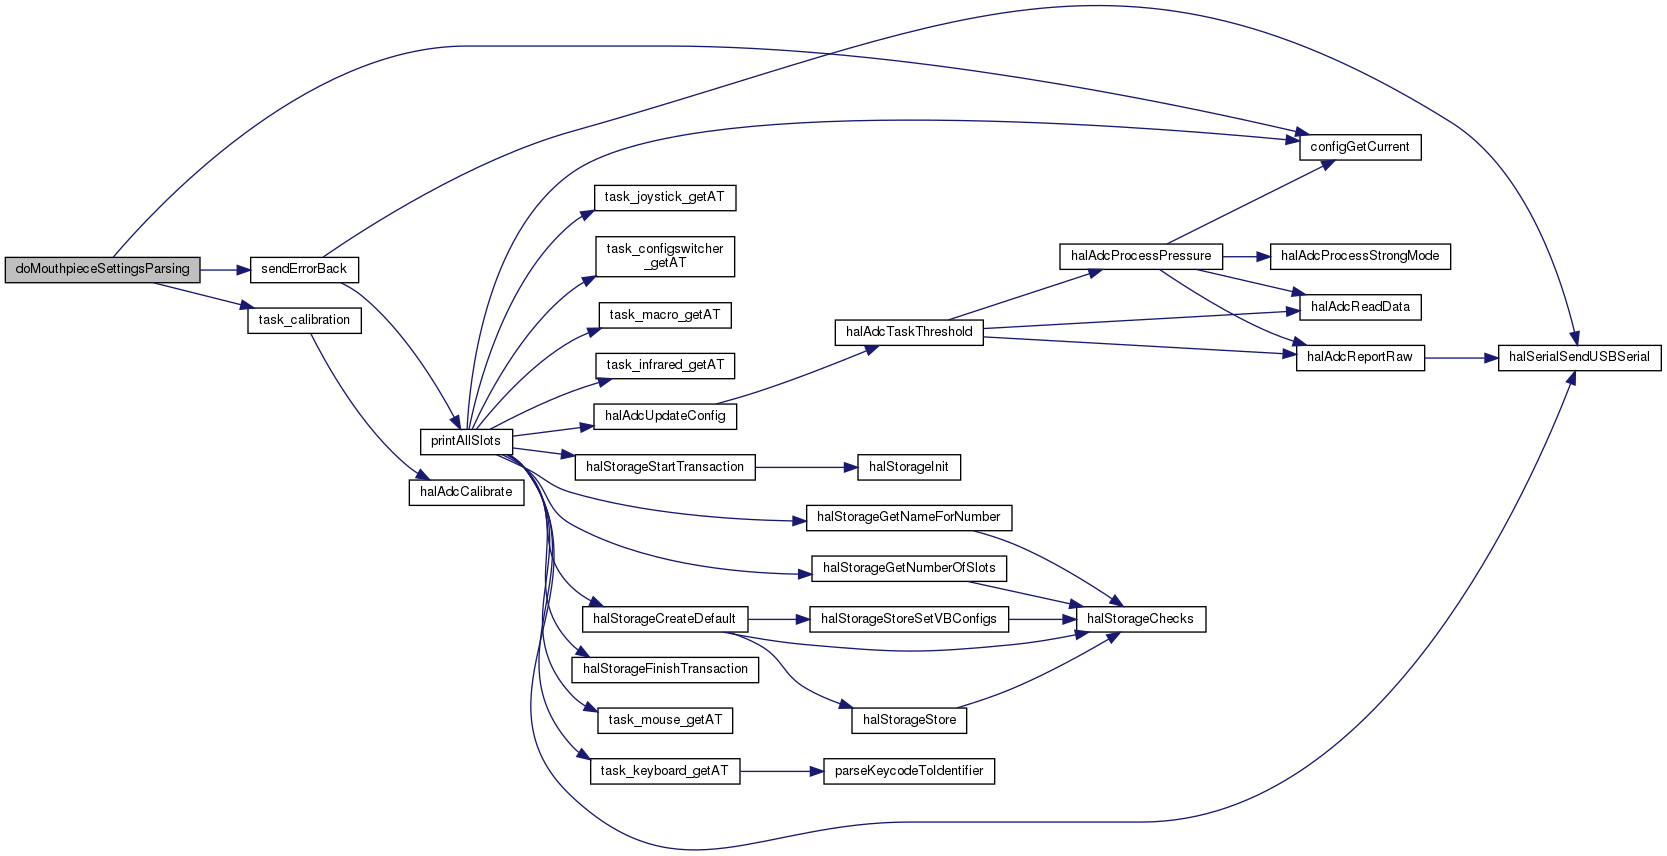 doMouthpieceSettingsParsing
sendErrorBack
task_calibration
printAllSlots
halAdcCalibrate
task_joystick_getAT
task_configswitcher
_getAT
task_macro_getAT
task_infrared_getAT
halAdcUpdateConfig
halStorageStartTransaction
halStorageCreateDefault
halStorageFinishTransaction
task_mouse_getAT
task_keyboard_getAT
halAdcTaskThreshold
halStorageInit
halStorageGetNameForNumber
halStorageGetNumberOfSlots
halStorageStoreSetVBConfigs
halStorageStore
parseKeycodeToIdentifier
halAdcProcessPressure
halStorageChecks
configGetCurrent
halAdcProcessStrongMode
halAdcReadData
halAdcReportRaw
halSerialSendUSBSerial